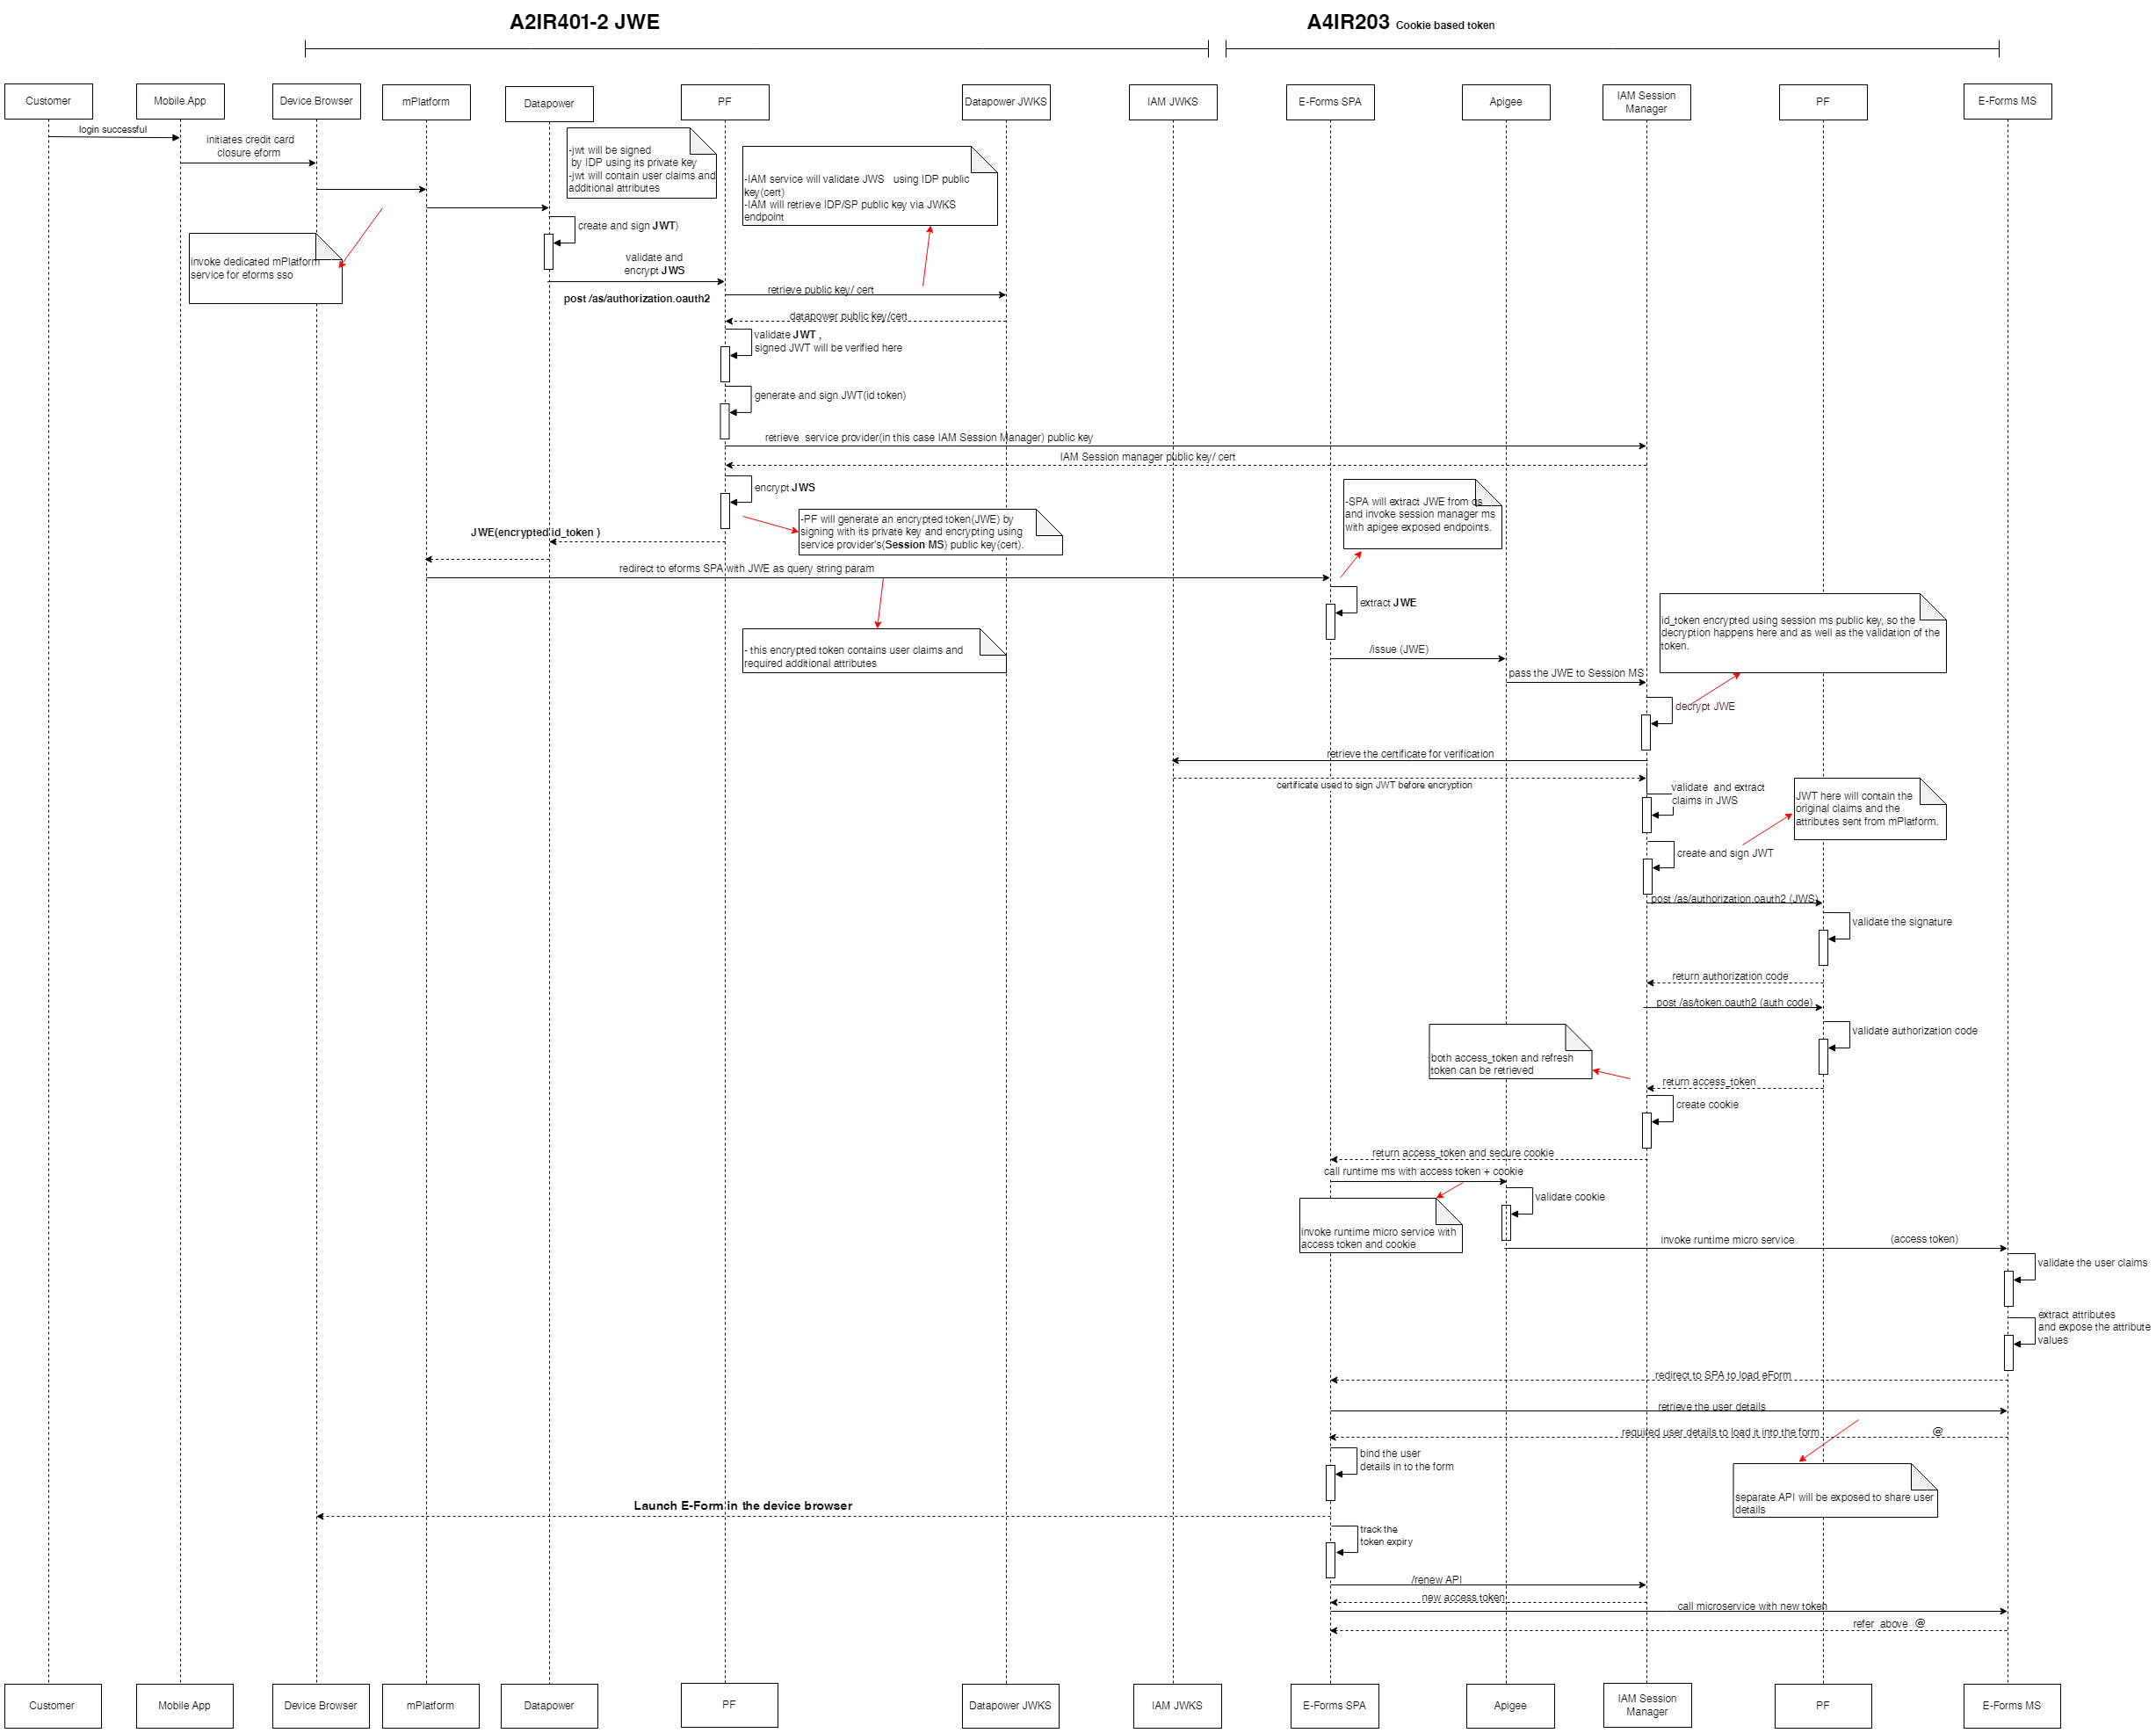 A2IR401-2 JWE
A4IR203 Cookie based token
Customer
Mobile App
Device Browser
mPlatform
Datapower
PF
Datapower JWKS
IAM JWKS
E-Forms SPA
Apigee
IAM Session
Manager
PF
E-Forms MS
login successful
initiates credit card
closure eform
-jwt will be signed
by IDP using its private key
-jwt will contain user claims and
additional attributes
-IAM service will validate JWS using IDP public
key(cert)
-IAM will retrieve IDP/SP public key via JWKS
endpoint
create and sign JWT)
invoke dedicated mPlatform
service for eforms sso
validate and
encrypt JWS
post /as/authorization.oauth2
retrieve public key/ cert
datapower public key/cert
validate JWT ,
signed JWT will be verified here
generate and sign JWT(id token)
retrieve service provider(in this case IAM Session Manager) public key
IAM Session manager public key/ cert
encrypt JWS
-SPA will extract JWE from qs
and invoke session manager ms
with apigee exposed endpoints.
-PF will generate an encrypted token(JWE) by
signing with its private key and encrypting using
service provider's(Session MS) public key(cert).
JWE(encrypted id_token )
redirect to eforms SPA with JWE as query string param
extract JWE
id_token encrypted using session ms public key, so the
decryption happens here and as well as the validation of the
token.
- this encrypted token contains user claims and
required additional attributes
/issue (JWE)
pass the JWE to Session MS
decrypt JWE
retrieve the certificate for verification
certificate used to sign JWT before encryption
validate and extract
claims in JWS
JWT here will contain the
original claims and the
attributes sent from mPlatform.
create and sign JWT
post /as/authorization.oauth2 (JWS)
validate the signature
return authorization code
post /as/token.oauth2 (auth code)
validate authorization code
both access_token and refresh
token can be retrieved
return access_token
create cookie
return access_token and secure cookie
call runtime ms with access token + cookie
validate cookie
invoke runtime micro service with
access token and cookie
invoke runtime micro service (access token)
validate the user claims
extract attributes
and expose the attribute
values
redirect to SPA to load eForm
retrieve the user details
required user details to load it into the form @
bind the user
details in to the form
separate API will be exposed to share user
details
Launch E-Form in the device browser
track the
token expiry
/renew API
new access token
call microservice with new token
refer above @
Customer
Mobile App
Device Browser
mPlatform
Datapower
PF
Datapower JWKS
IAM JWKS
E-Forms SPA
Apigee
IAM Session
Manager
PF
E-Forms MS